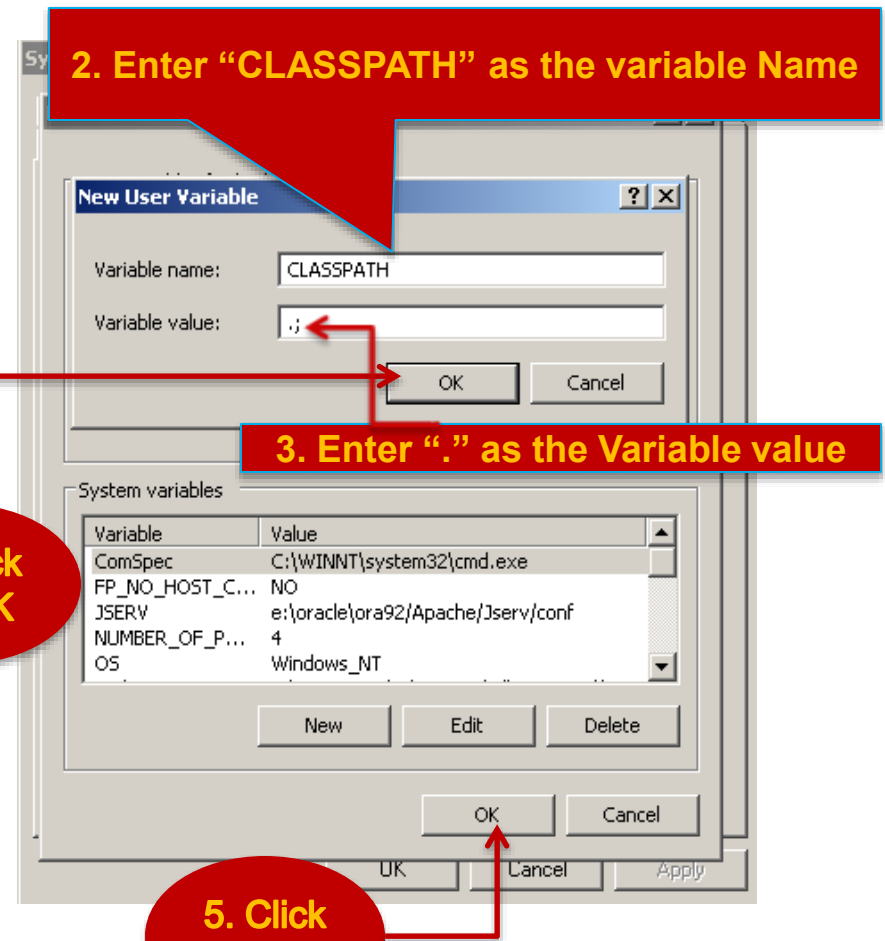 Sy
2. Enter “CLASSPATH” as the variable Name
New User Variable
Variable name:
CLASSPATH
Variable value:
.;
OK
Cancel
3. Enter “.” as the Variable value
System variables
Variable
Value
ComSpec
C:\WINNT\system32\cmd.exe
FP_NO_HOST_C...
NO
JSERV
e:\oracle\ora92/Apache/Jserv/conf
NUMBER_OF_P...
4
OS
Windows_NT
New
Edit
Delete
OK
Cancel
OK
Cancel
Apply
5. Click